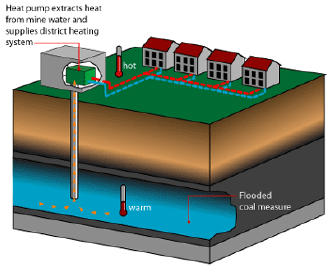 Heat pump extracts heat
from mine water and
supplies district heating
system
hot
warm
Flooded
coal measure